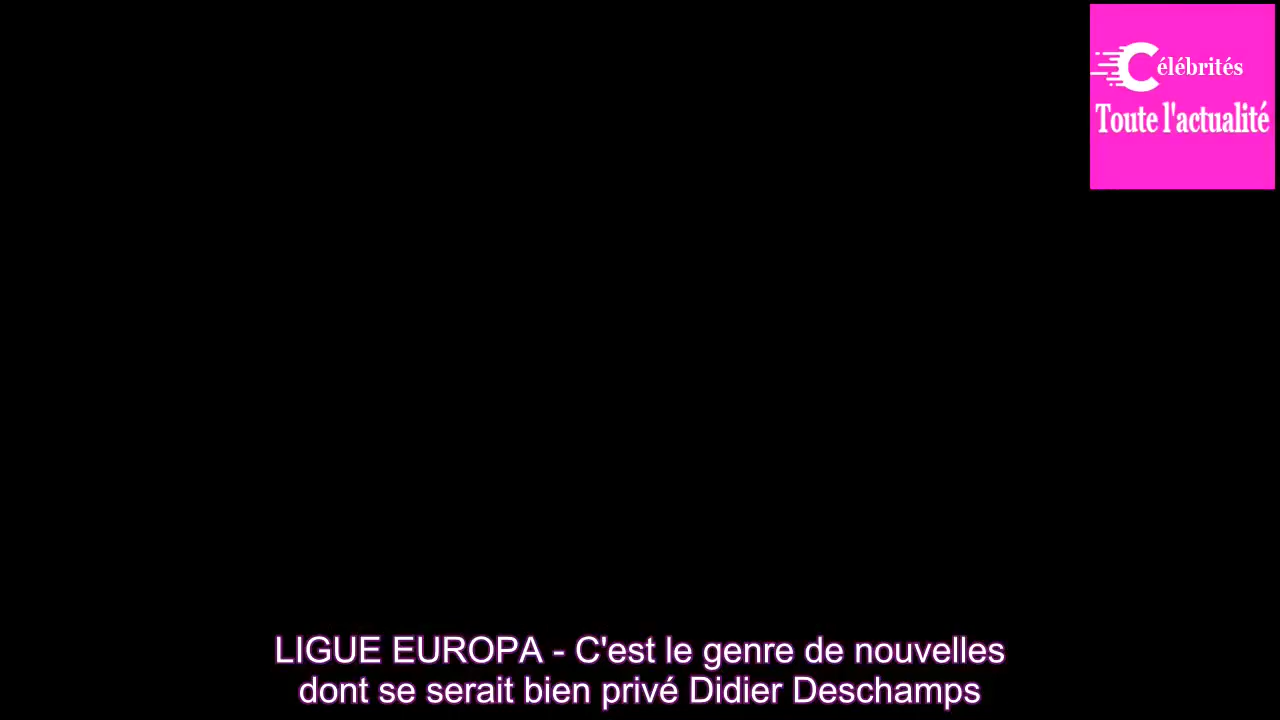 Célébrités
Toute l'actualité
LIGUE EUROPA - C'est le genre de nouvelles
dont se serait bien privé Didier Deschamps